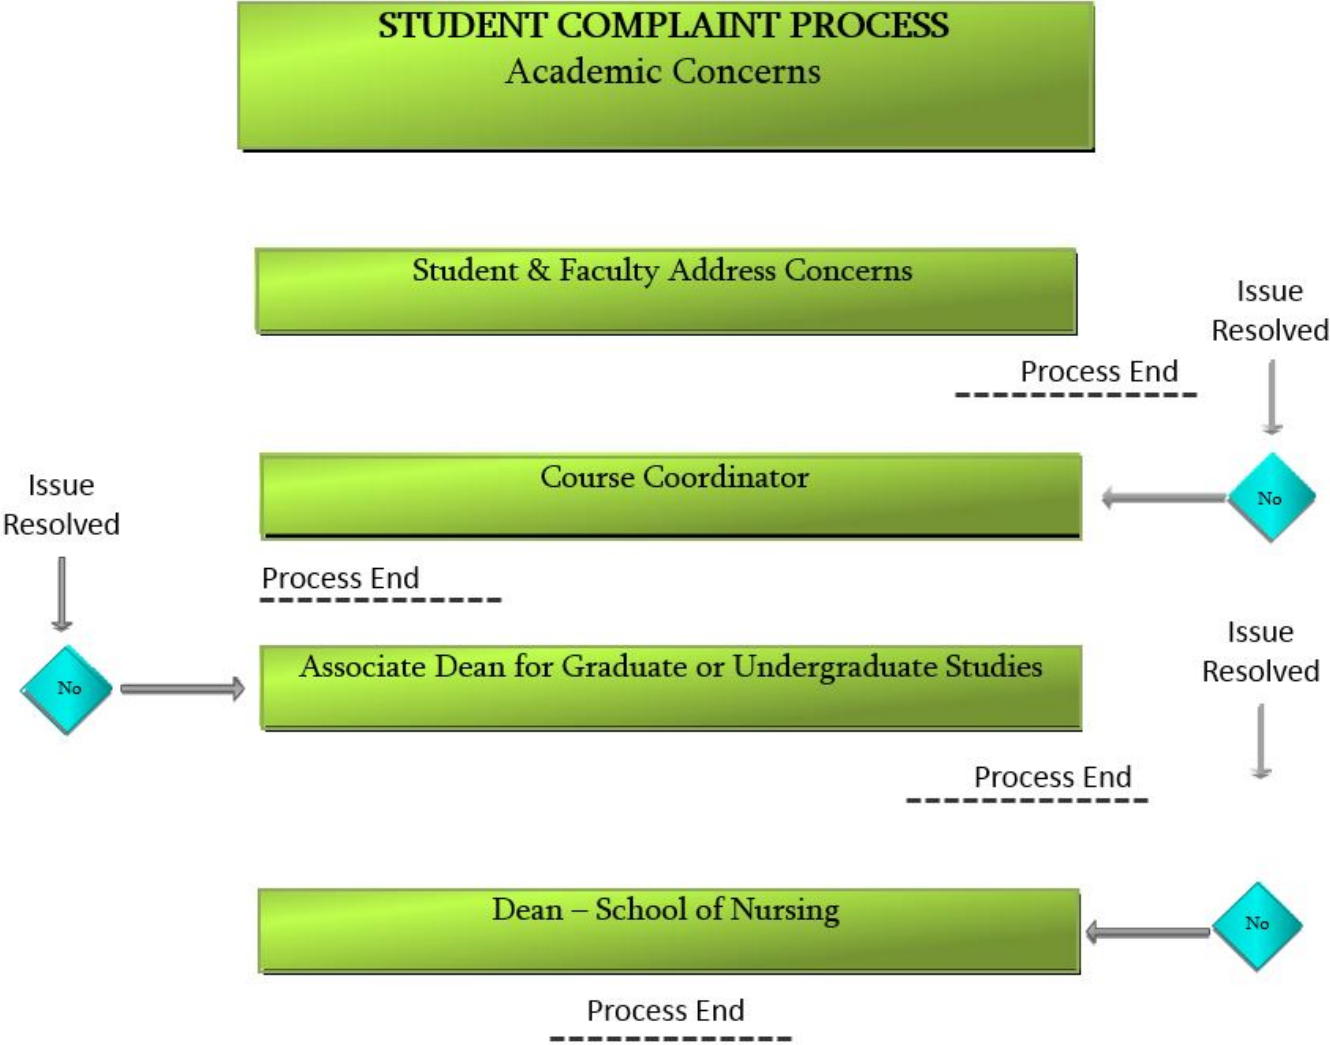 STUDENT COMPLAINT PROCESS
Academic Concerns
Student & Faculty Address Concerns
Issue
Resolved
Process End
No
Course Coordinator
Issue
Resolved
Process End
No
Associate Dean for Graduate or Undergraduate Studies
Issue
Resolved
Process End
No
Dean – School of Nursing
Process End